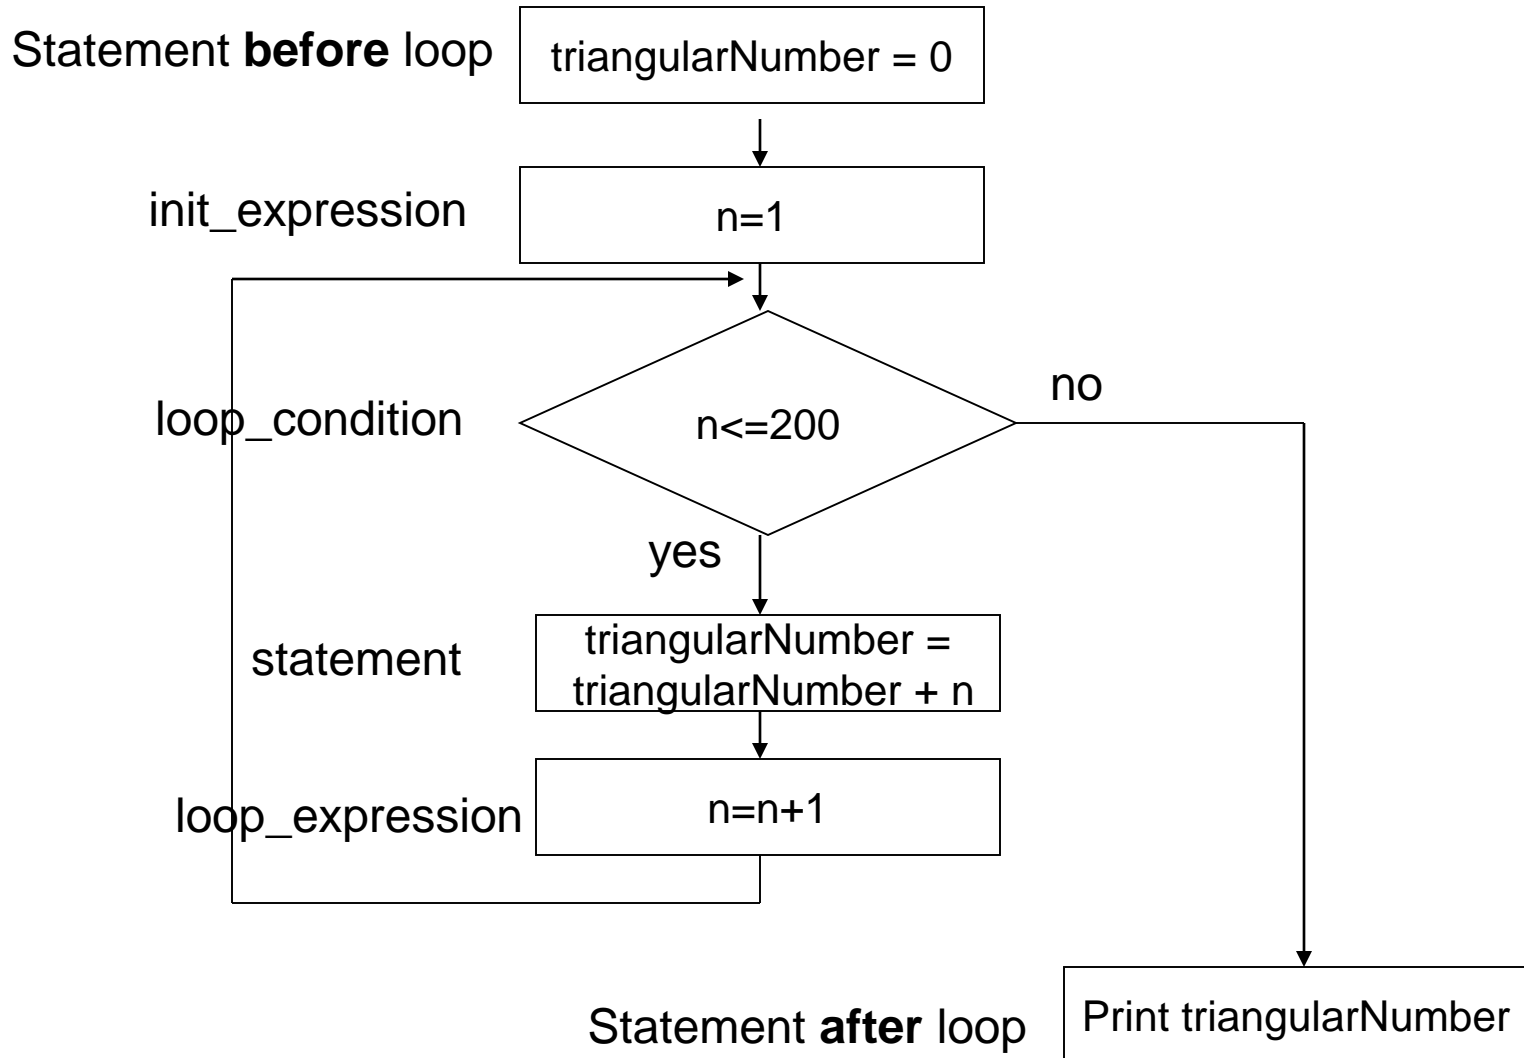 Statement before loop
triangularNumber = 0
init_expression
n=1
loop_condition
n<=200
no
yes
statement
triangularNumber =
triangularNumber + n
loop_expression
n=n+1
Statement after loop
Print triangularNumber